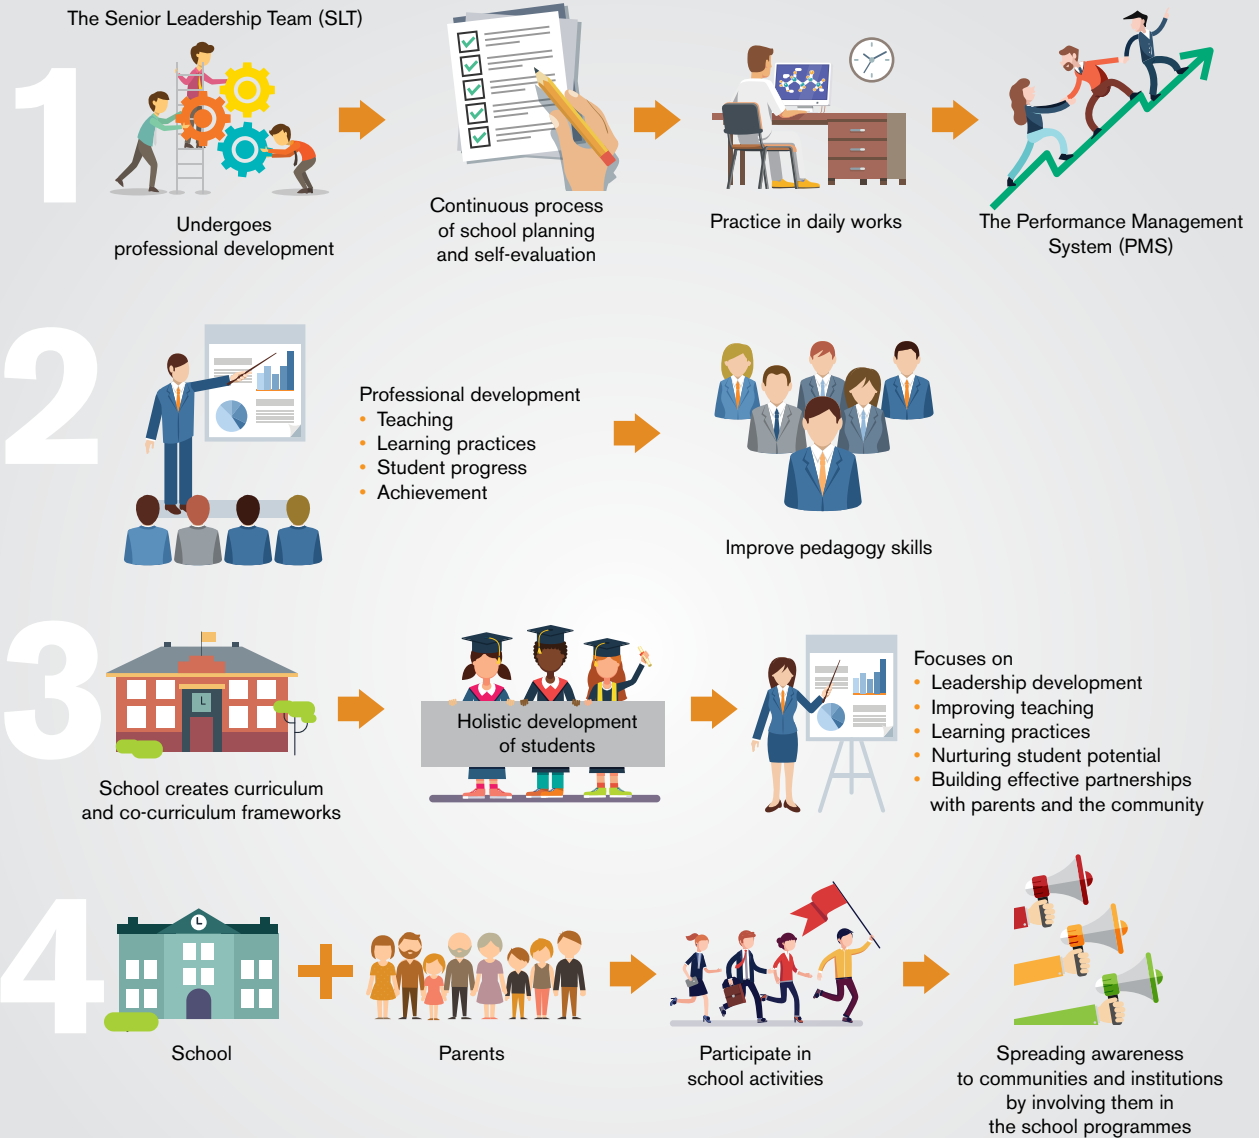 The Senior Leadership Team (SLT)
1
Undergoes
professional development
Continuous process
of school planning
and self-evaluation
Practice in daily works
The Performance Management
System (PMS)
2
Professional development
• Teaching
• Learning practices
• Student progress
• Achievement
Improve pedagogy skills
3
School creates curriculum
and co-curriculum frameworks
Holistic development
of students
Focuses on
• Leadership development
• Improving teaching
• Learning practices
• Nurturing student potential
• Building effective partnerships
with parents and the community
4
School
Parents
Participate in
school activities
Spreading awareness
to communities and institutions
by involving them in
the school programmes